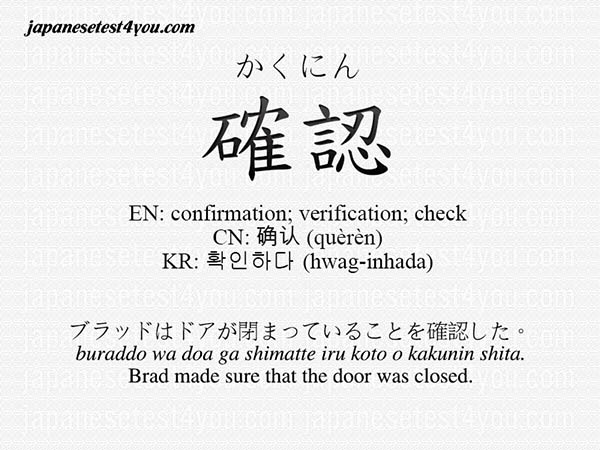 japanesetest4you.com
かくにん
確認
EN: confirmation; verification; check
CN: 确认 (quèrèn)
KR: 확인하다 (hwag-inhada)
ブラッドはドアが閉まっていることを確認した。
buraddo wa doa ga shimatte iru koto o kakunin shita.
Brad made sure that the door was closed.